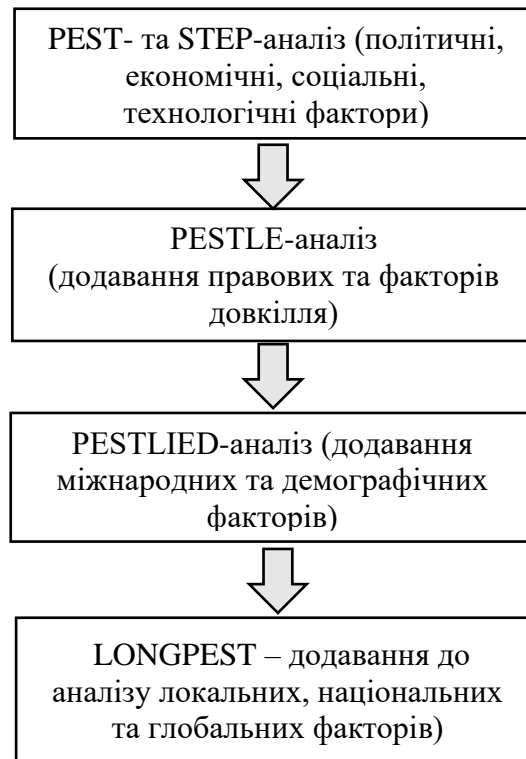 PEST- та STEP-аналіз (політичні,
економічні, соціальні,
технологічні фактори)
PESTLE-аналіз
(додавання правових та факторів
довкілля)
PESTLIED-аналіз (додавання
міжнародних та демографічних
факторів)
LONGPEST – додавання до
аналізу локальних, національних
та глобальних факторів)